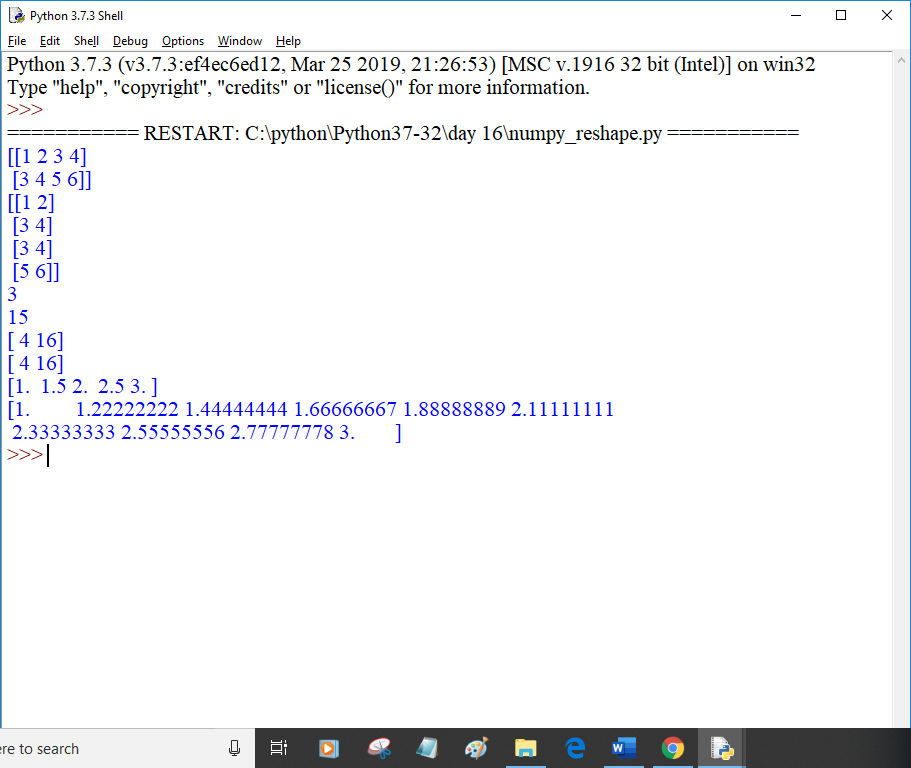 Python 3.7.3 Shell
File Edit Shell Debug Options Window Help
Python 3.7.3 (v3.7.3:ef4ec6ed12, Mar 25 2019, 21:26:53) [MSC v.1916 32 bit (Intel)] on win32
Type "help", "copyright", "credits" or "license()" for more information.
>>>
=========== RESTART: C:\python\Python37-32\day 16\numpy_reshape.py ===========
[[1 2 3 4]
 [3 4 5 6]]
[[1 2]
 [3 4]
 [3 4]
 [5 6]]
3
15
[ 4 16]
[ 4 16]
[1.  1.5 2.  2.5 3. ]
[1.         1.22222222 1.44444444 1.66666667 1.88888889 2.11111111
 2.33333333 2.55555556 2.77777778 3.        ]
>>>
ere to search